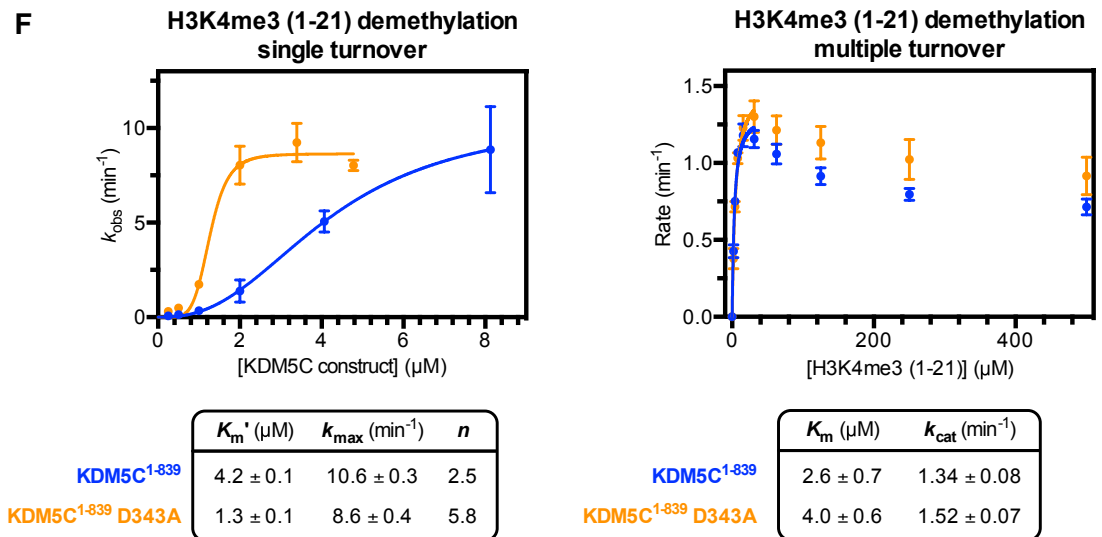 F
H3K4me3 (1-21) demethylation
single turnover
10
5
0
k_obs (min⁻¹)
0 2 4 6 8
[KDM5C construct] (µM)
K_m' (µM) k_max (min⁻¹) n
KDM5C¹⁻⁸³⁹ 4.2 ± 0.1 10.6 ± 0.3 2.5
KDM5C¹⁻⁸³⁹ D343A 1.3 ± 0.1 8.6 ± 0.4 5.8
H3K4me3 (1-21) demethylation
multiple turnover
1.5
1.0
0.5
0.0
Rate (min⁻¹)
0 200 400
[H3K4me3 (1-21)] (µM)
K_m (µM) k_cat (min⁻¹)
KDM5C¹⁻⁸³⁹ 2.6 ± 0.7 1.34 ± 0.08
KDM5C¹⁻⁸³⁹ D343A 4.0 ± 0.6 1.52 ± 0.07